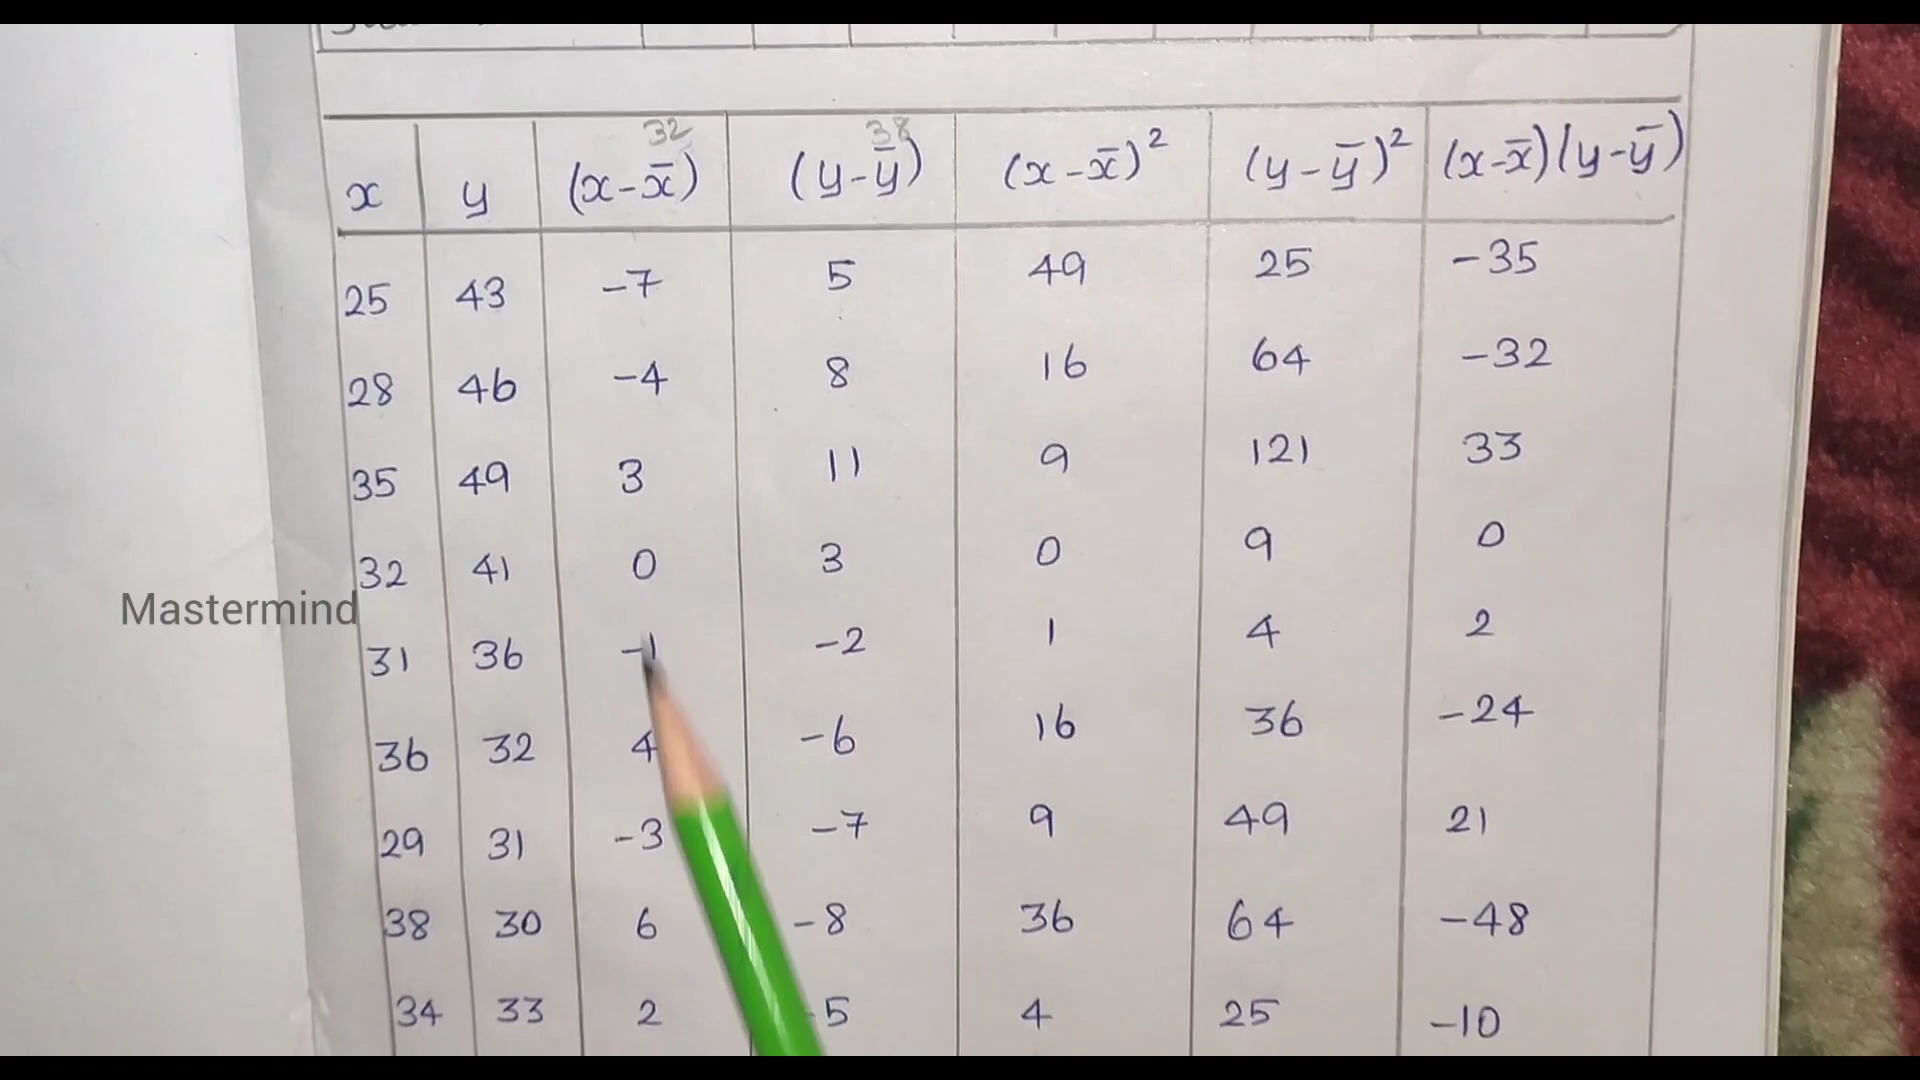 32 38
x y (x-x̄) (y-ȳ) (x-x̄)² (y-ȳ)² (x-x̄)(y-ȳ)
25 43 -7 5 49 25 -35
28 46 -4 8 16 64 -32
35 49 3 11 9 121 33
32 41 0 3 0 9 0
Mastermind
31 36 -1 -2 1 4 2
36 32 4 -6 16 36 -24
29 31 -3 -7 9 49 21
38 30 6 -8 36 64 -48
34 33 2 -5 4 25 -10